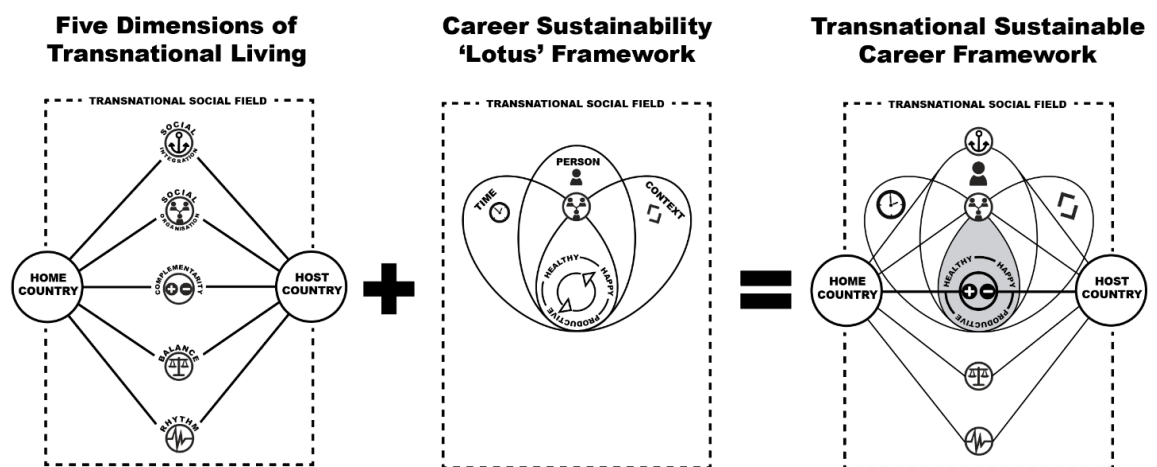 Five Dimensions of
Transnational Living
TRANSNATIONAL SOCIAL FIELD
SOCIAL
INTEGRATION
SOCIAL
ORGANISATION
HOME
COUNTRY
COMPLEMENTARITY
HOST
COUNTRY
BALANCE
RHYTHM
Career Sustainability
‘Lotus’ Framework
TRANSNATIONAL SOCIAL FIELD
PERSON
TIME
CONTEXT
HEALTHY
HAPPY
PRODUCTIVE
Transnational Sustainable
Career Framework
TRANSNATIONAL SOCIAL FIELD
HOME
COUNTRY
HEALTHY
HAPPY
PRODUCTIVE
HOST
COUNTRY